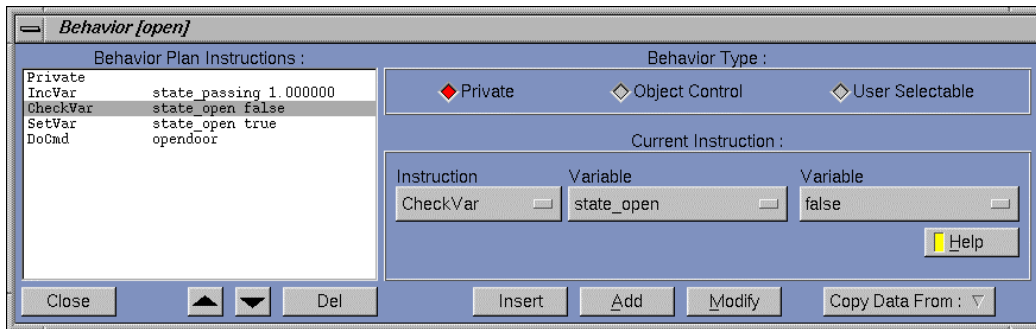 Behavior [open]
Behavior Plan Instructions :
Private
IncVar state_passing 1.000000
CheckVar state_open false
SetVar state_open true
DoCmd opendoor
Close
Del
Behavior Type :
Private Object Control User Selectable
Current Instruction :
Instruction Variable Variable
CheckVar state_open false
Help
Insert Add Modify Copy Data From :